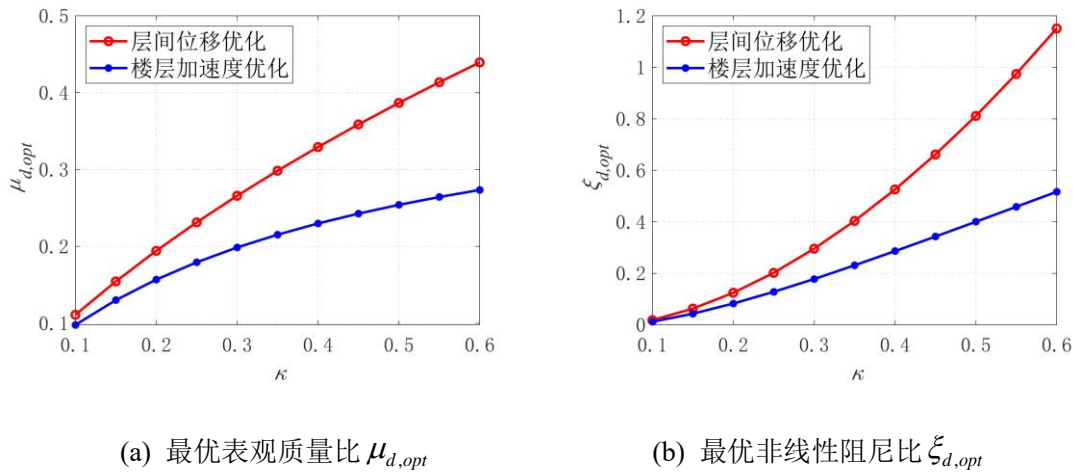 0.5
0.4
0.3
0.2
0.1
μd,opt
层间位移优化
楼层加速度优化
0.1 0.2 0.3 0.4 0.5 0.6
κ
1.2
1
0.8
0.6
0.4
0.2
0
ξd,opt
层间位移优化
楼层加速度优化
0.1 0.2 0.3 0.4 0.5 0.6
κ
(a) 最优表观质量比 μd,opt
(b) 最优非线性阻尼比 ξd,opt